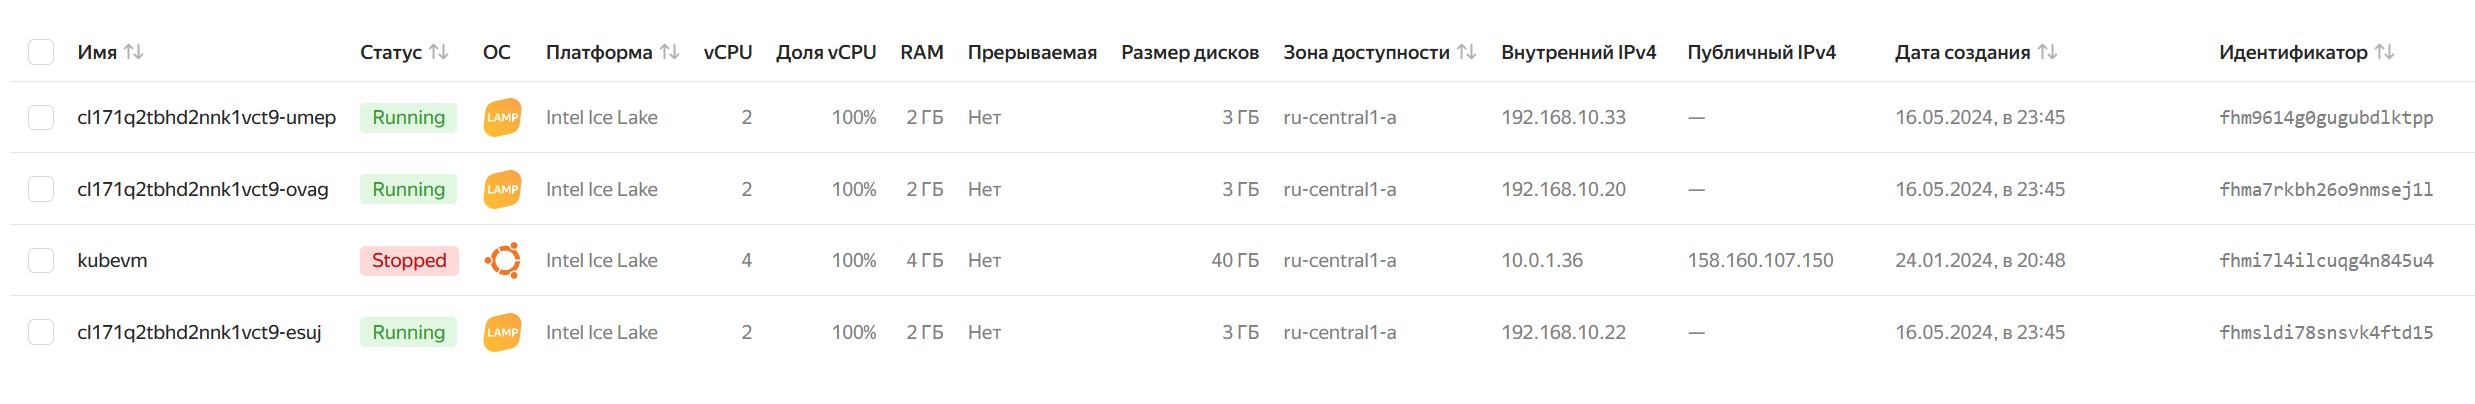 Имя Статус ОС Платформа vCPU Доля vCPU RAM Прерываемая Размер дисков Зона доступности Внутренний IPv4 Публичный IPv4 Дата создания Идентификатор
cl171q2tbhd2nnk1vct9-umep Running LAMP Intel Ice Lake 2 100% 2 ГБ Нет 3 ГБ ru-central1-a 192.168.10.33 — 16.05.2024, в 23:45 fhm9614g0gugubdlktpp
cl171q2tbhd2nnk1vct9-ovag Running LAMP Intel Ice Lake 2 100% 2 ГБ Нет 3 ГБ ru-central1-a 192.168.10.20 — 16.05.2024, в 23:45 fhma7rkbh26o9nmsej1l
kubevm Stopped Intel Ice Lake 4 100% 4 ГБ Нет 40 ГБ ru-central1-a 10.0.1.36 158.160.107.150 24.01.2024, в 20:48 fhmi7l4ilcuqg4n845u4
cl171q2tbhd2nnk1vct9-esuj Running LAMP Intel Ice Lake 2 100% 2 ГБ Нет 3 ГБ ru-central1-a 192.168.10.22 — 16.05.2024, в 23:45 fhmsldi78snsvk4ftd15